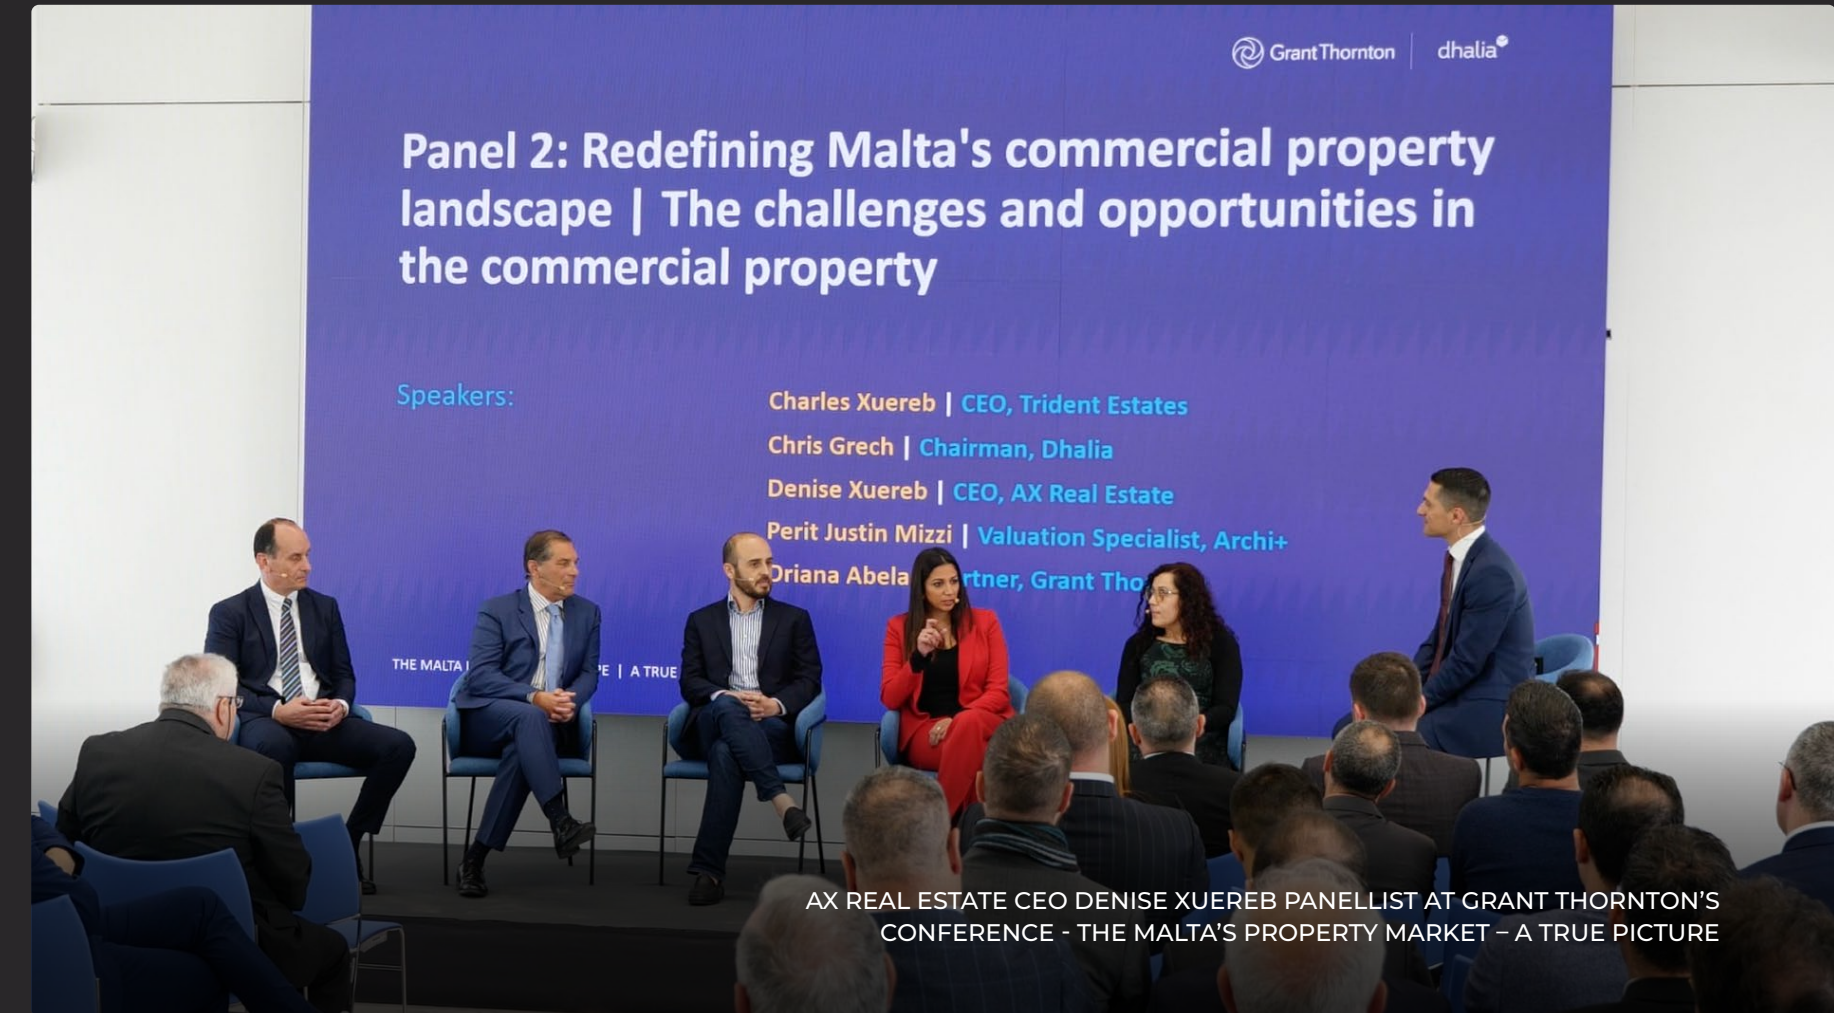 Grant Thornton | dhalia
Panel 2: Redefining Malta's commercial property
landscape | The challenges and opportunities in
the commercial property
Speakers:
Charles Xuereb | CEO, Trident Estates
Chris Grech | Chairman, Dhalia
Denise Xuereb | CEO, AX Real Estate
Perit Justin Mizzi | Valuation Specialist, Archi+
Oriana Abela Grant
THE MALTA | A TRUE
AX REAL ESTATE CEO DENISE XUEREB PANELLIST AT GRANT THORNTON’S
CONFERENCE - THE MALTA’S PROPERTY MARKET – A TRUE PICTURE